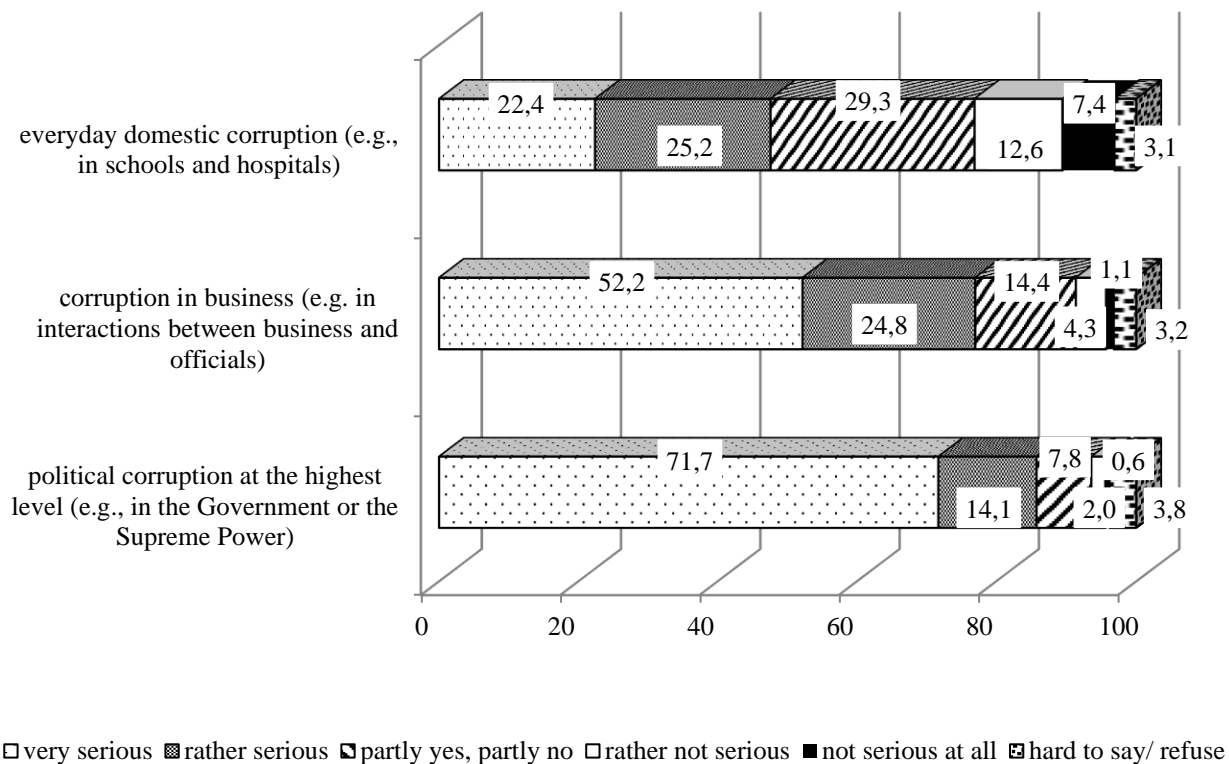 everyday domestic corruption (e.g.,
in schools and hospitals)
22,4
25,2
29,3
12,6
7,4
3,1
corruption in business (e.g. in
interactions between business and
officials)
52,2
24,8
14,4
4,3
1,1
3,2
political corruption at the highest
level (e.g., in the Government or the
Supreme Power)
71,7
14,1
7,8
2,0
0,6
3,8
0 20 40 60 80 100
very serious rather serious partly yes, partly no rather not serious not serious at all hard to say/ refuse